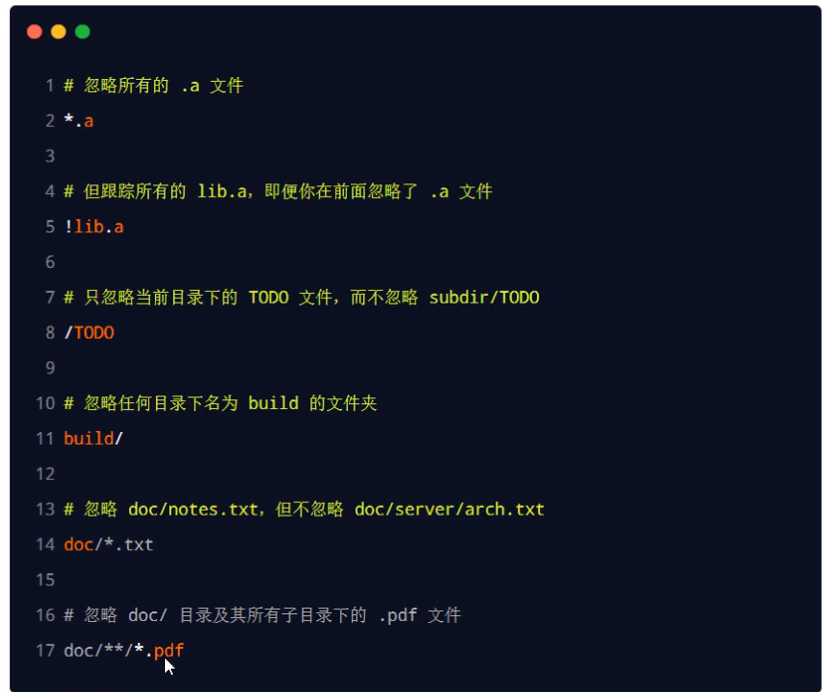 1 # 忽略所有的 .a 文件
2 *.a
3
4 # 但跟踪所有的 lib.a，即便你在前面忽略了 .a 文件
5 !lib.a
6
7 # 只忽略当前目录下的 TODO 文件，而不忽略 subdir/TODO
8 /TODO
9
10 # 忽略任何目录下名为 build 的文件夹
11 build/
12
13 # 忽略 doc/notes.txt，但不忽略 doc/server/arch.txt
14 doc/*.txt
15
16 # 忽略 doc/ 目录及其所有子目录下的 .pdf 文件
17 doc/**/*.pdf